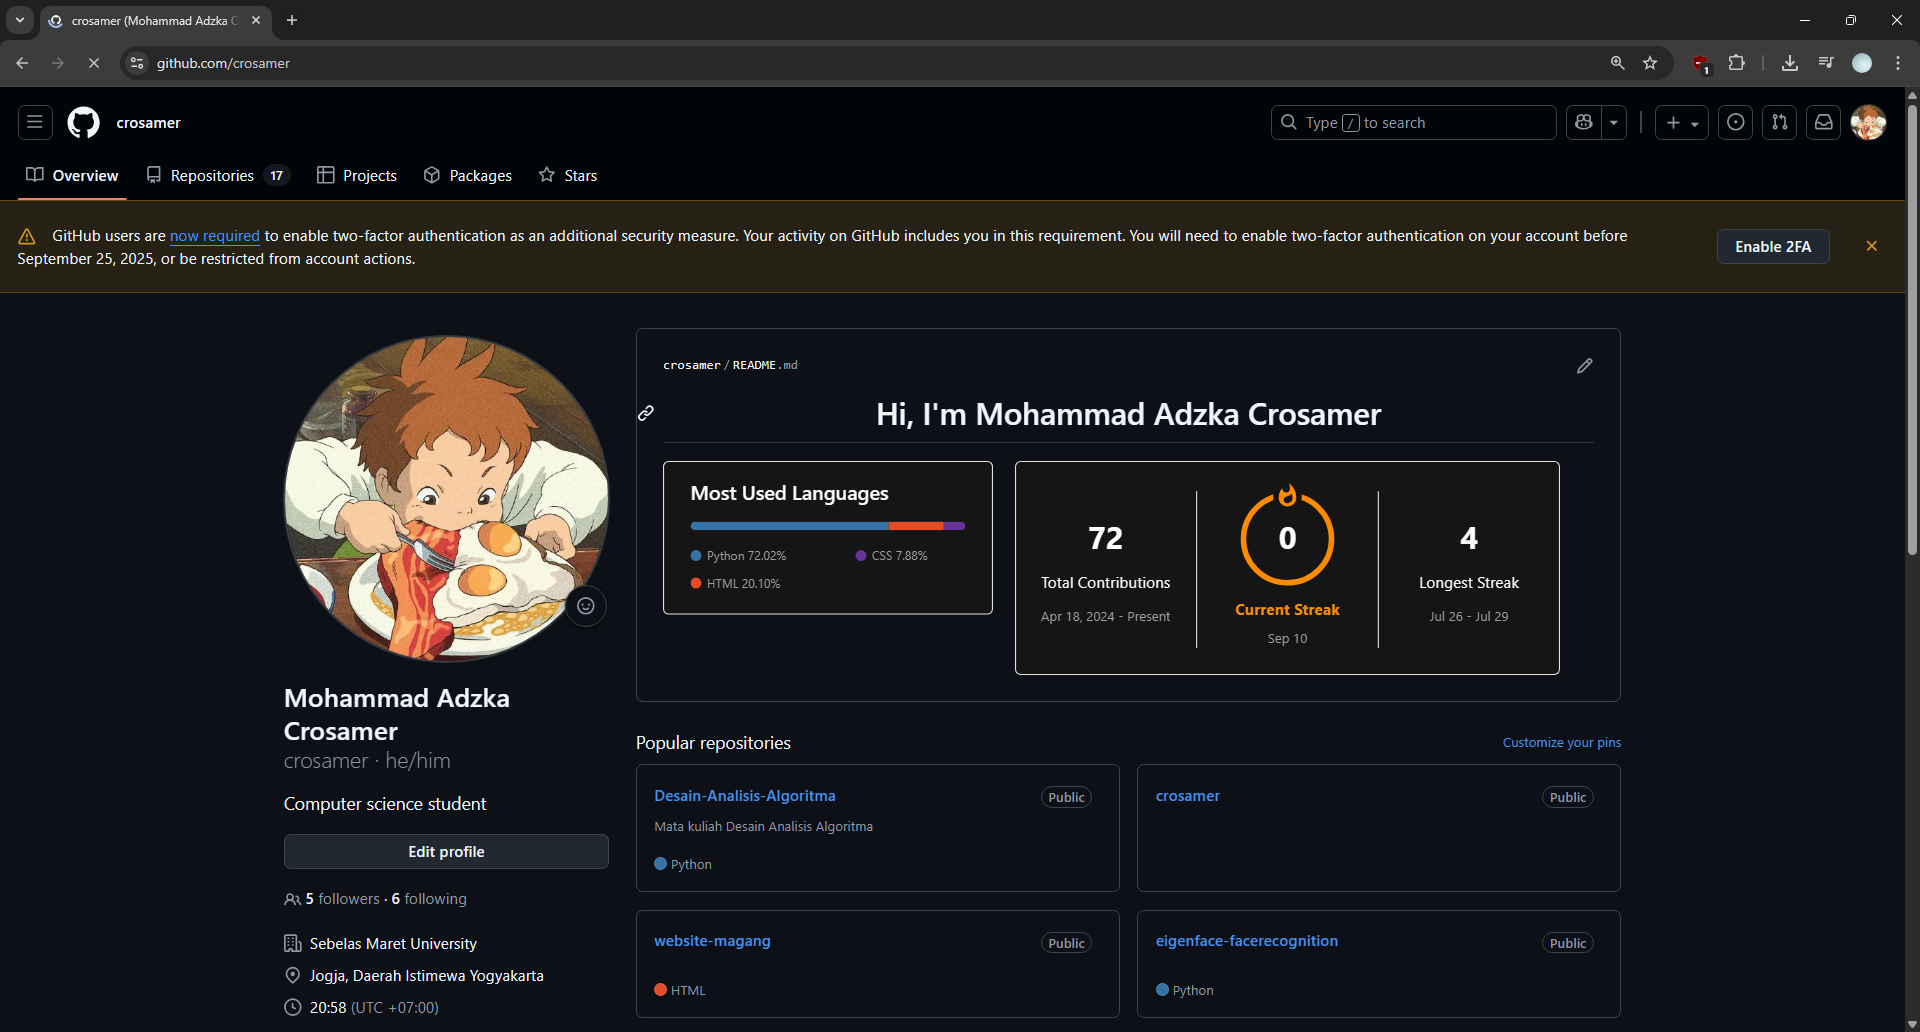 crosamer (Mohammad Adzka C
github.com/crosamer
1
crosamer
Type / to search
Overview
Repositories 17
Projects
Packages
Stars
GitHub users are now required to enable two-factor authentication as an additional security measure. Your activity on GitHub includes you in this requirement. You will need to enable two-factor authentication on your account before
September 25, 2025, or be restricted from account actions.
Enable 2FA
crosamer / README.md
Hi, I'm Mohammad Adzka Crosamer
Most Used Languages
Python 72.02%
CSS 7.88%
HTML 20.10%
72
Total Contributions
Apr 18, 2024 - Present
0
Current Streak
Sep 10
4
Longest Streak
Jul 26 - Jul 29
Mohammad Adzka
Crosamer
crosamer · he/him
Computer science student
Edit profile
5 followers · 6 following
Sebelas Maret University
Jogja, Daerah Istimewa Yogyakarta
20:58 (UTC +07:00)
Popular repositories
Customize your pins
Desain-Analisis-Algoritma
Public
Mata kuliah Desain Analisis Algoritma
Python
crosamer
Public
website-magang
Public
HTML
eigenface-facerecognition
Public
Python